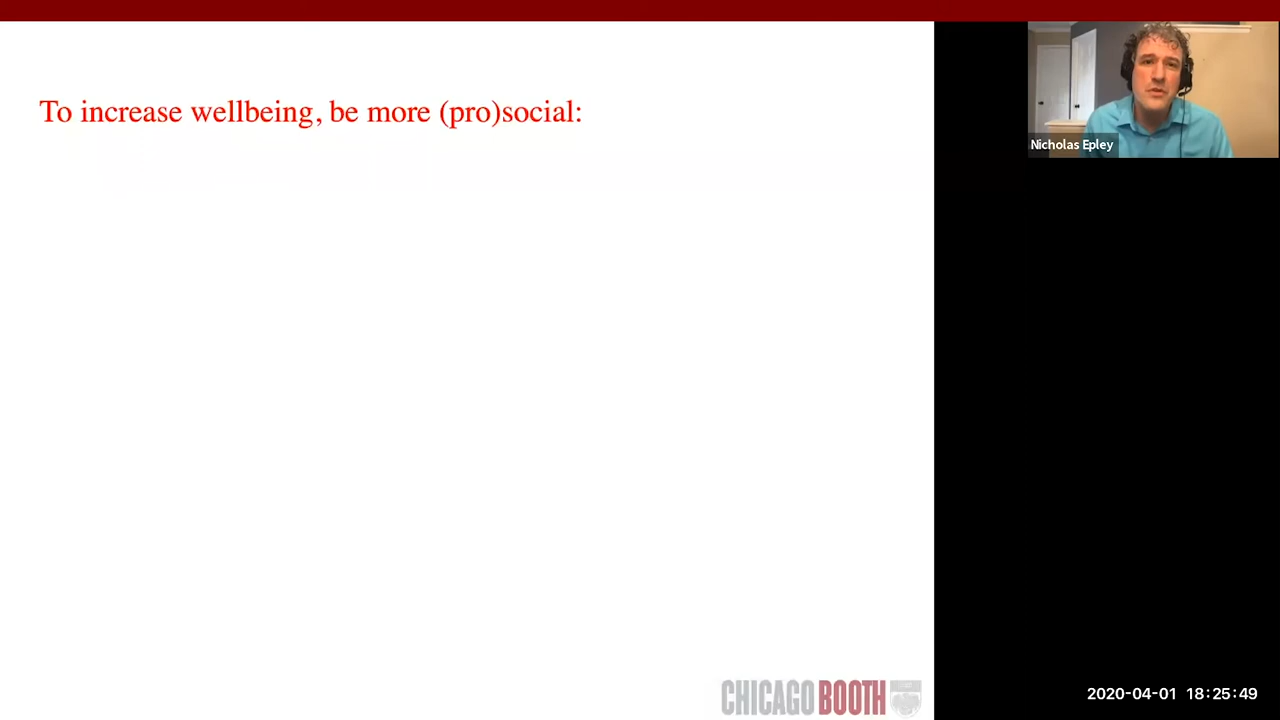 To increase wellbeing, be more (pro)social:
Nicholas Epley
CHICAGO BOOTH
2020-04-01 18:25:49